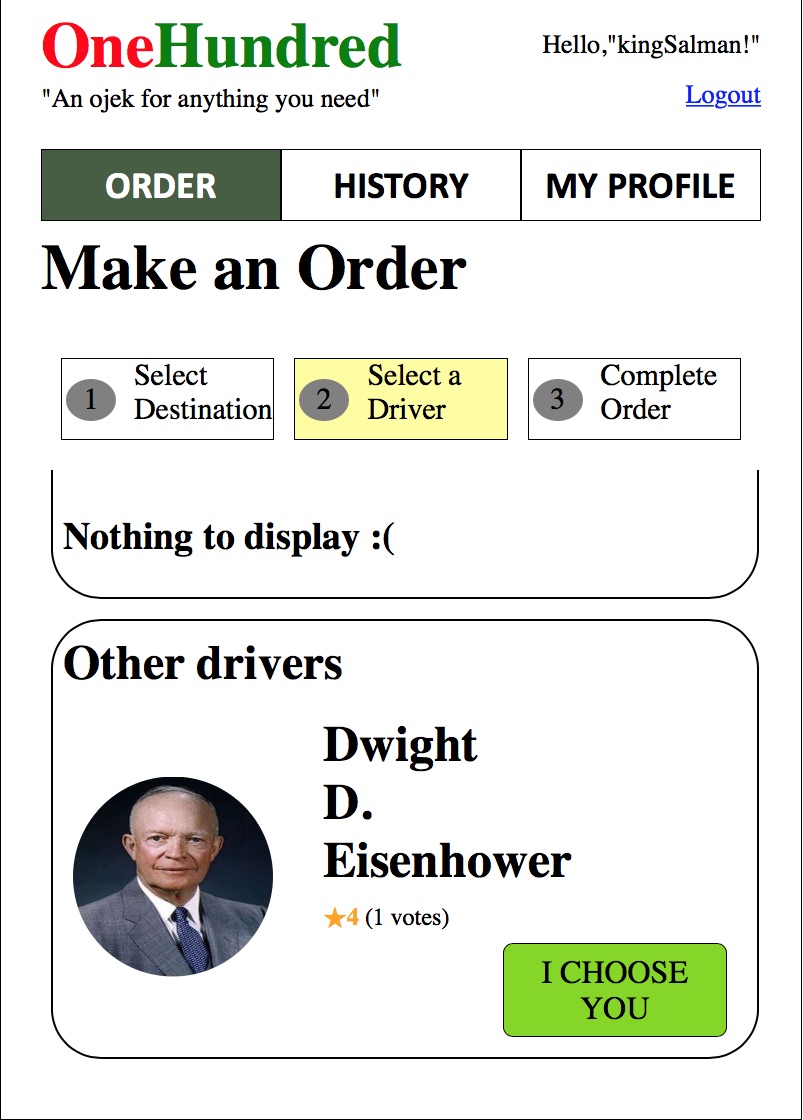 OneHundred
Hello,"kingSalman!"
"An ojek for anything you need"
Logout
ORDER
HISTORY
MY PROFILE
Make an Order
1
Select
Destination
2
Select a
Driver
3
Complete
Order
Nothing to display :(
Other drivers
Dwight
D.
Eisenhower
★4 (1 votes)
I CHOOSE
YOU